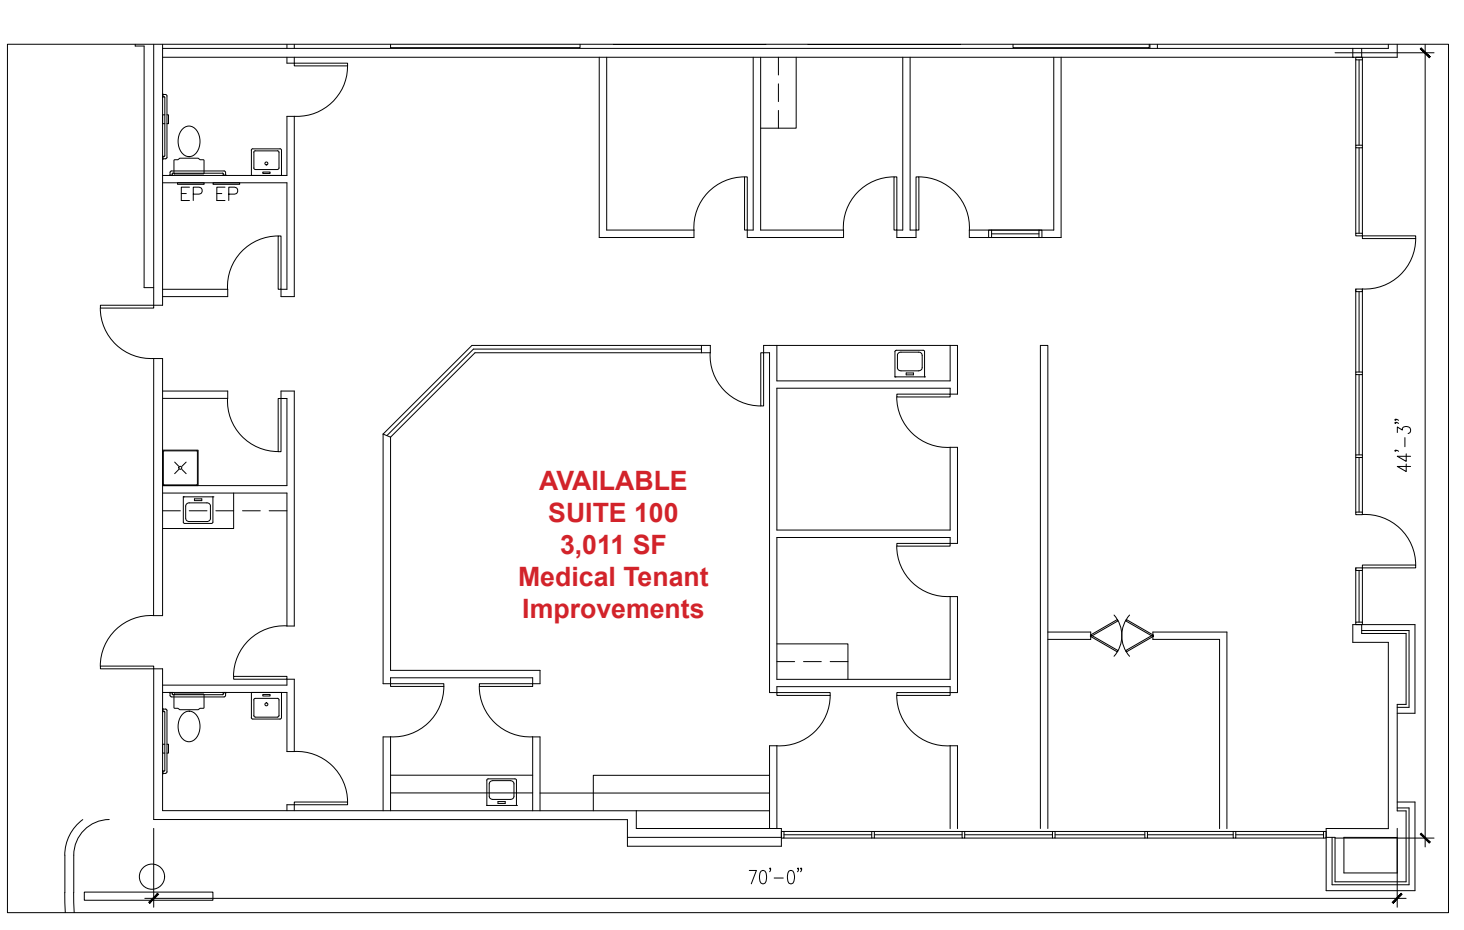 EP EP
44'-3"
AVAILABLE
SUITE 100
3,011 SF
Medical Tenant
Improvements
70'-0"